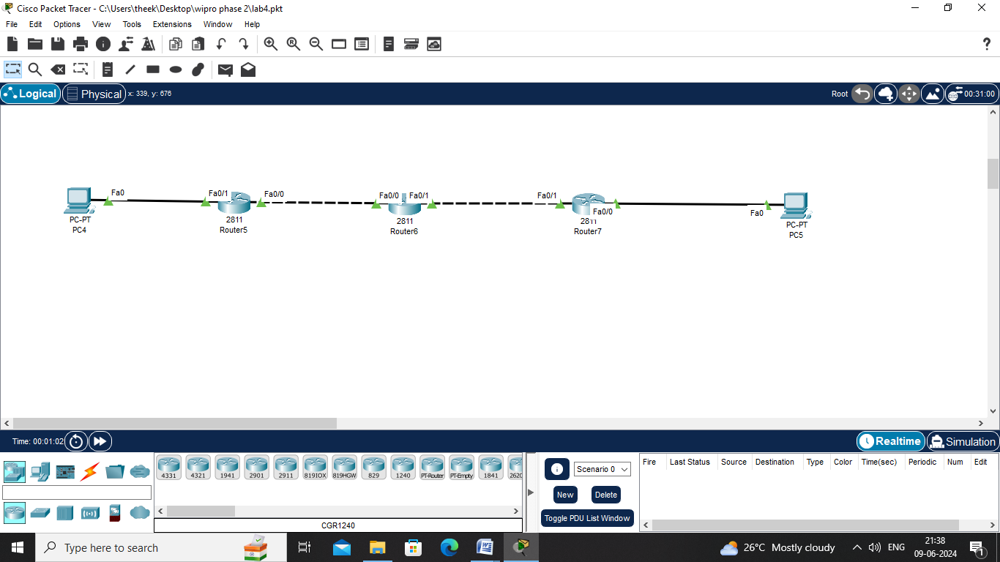 Cisco Packet Tracer - C:\Users\theek\Desktop\wipro phase 2\lab4.pkt
File Edit Options View Tools Extensions Window Help
Logical Physical x: 339, y: 676 Root 00:31:00
Fa0 Fa0/1 Fa0/0 Fa0/0 Fa0/1 Fa0/1 Fa0/0 Fa0
PC-PT 2811 2811 2811 PC-PT
PC4 Router5 Router6 Router7 PC5
Time: 00:01:02 Realtime Simulation
4331 4321 1941 2901 2911 819IOX 819HGW 829 1240 PT-Router PT-Empty 1841 2620
CGR1240
Scenario 0
New Delete
Toggle PDU List Window
Fire Last Status Source Destination Type Color Time(sec) Periodic Num Edit
Type here to search
26°C Mostly cloudy ENG 21:38
09-06-2024
1